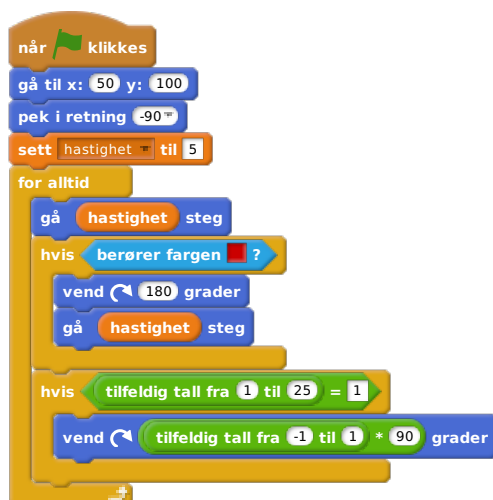 når klikkes
gå til x: 50 y: 100
pek i retning -90
sett hastighet til 5
for alltid
gå hastighet steg
hvis berører fargen ?
vend 180 grader
gå hastighet steg
hvis tilfeldig tall fra 1 til 25 = 1
vend tilfeldig tall fra -1 til 1 * 90 grader